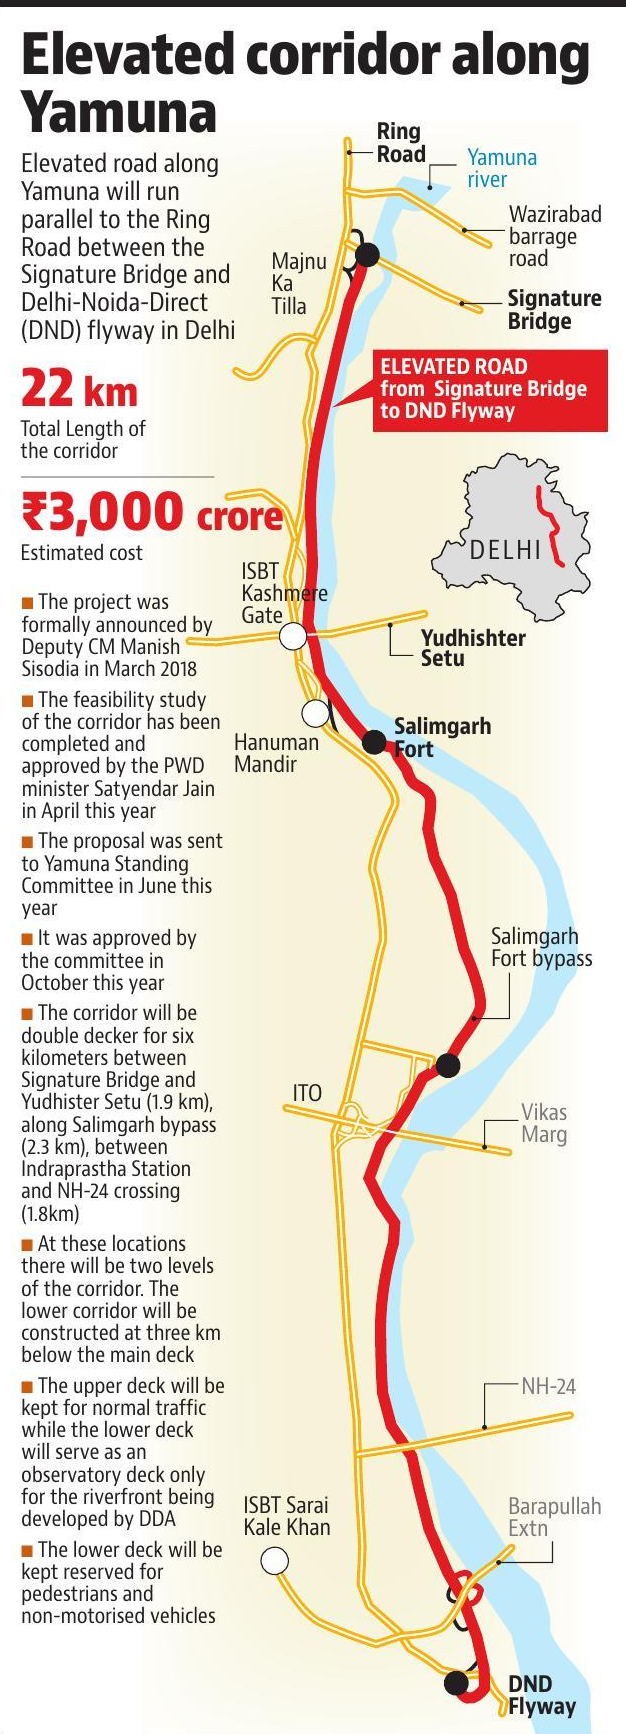 Elevated corridor along
Yamuna
Elevated road along
Yamuna will run
parallel to the Ring
Road between the
Signature Bridge and
Delhi-Noida-Direct
(DND) flyway in Delhi
22 km
Total Length of
the corridor
₹3,000 crore
Estimated cost
■ The project was
formally announced by
Deputy CM Manish
Sisodia in March 2018
■ The feasibility study
of the corridor has been
completed and
approved by the PWD
minister Satyendar Jain
in April this year
■ The proposal was sent
to Yamuna Standing
Committee in June this
year
■ It was approved by
the committee in
October this year
■ The corridor will be
double decker for six
kilometers between
Signature Bridge and
Yudhister Setu (1.9 km),
along Salimgarh bypass
(2.3 km), between
Indraprastha Station
and NH-24 crossing
(1.8km)
■ At these locations
there will be two levels
of the corridor. The
lower corridor will be
constructed at three km
below the main deck
■ The upper deck will be
kept for normal traffic
while the lower deck
will serve as an
observatory deck only
for the riverfront being
developed by DDA
■ The lower deck will be
kept reserved for
pedestrians and
non-motorised vehicles
Ring
Road
Yamuna
river
Wazirabad
barrage
road
Majnu
Ka
Tilla
Signature
Bridge
ELEVATED ROAD
from Signature Bridge
to DND Flyway
DELHI
ISBT
Kashmere
Gate
Yudhishter
Setu
Hanuman
Mandir
Salimgarh
Fort
Salimgarh
Fort bypass
ITO
Vikas
Marg
NH-24
ISBT Sarai
Kale Khan
Barapullah
Extn
DND
Flyway